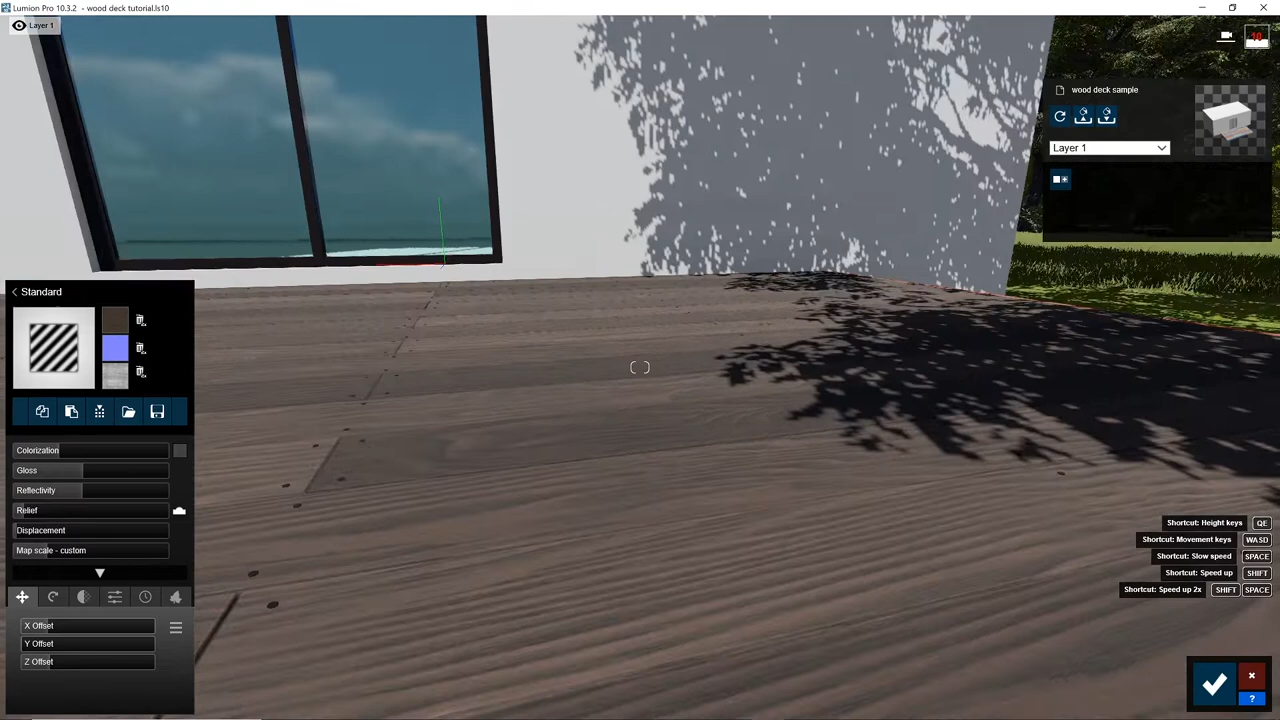 Lumion Pro 10.3.2 - wood deck tutorial.ls10
Layer 1
10
wood deck sample
Layer 1
Standard
Colorization
Gloss
Reflectivity
Relief
Displacement
Map scale - custom
X Offset
Y Offset
Z Offset
Shortcut: Height keys QE
Shortcut: Movement keys WASD
Shortcut: Slow speed SPACE
Shortcut: Speed up SHIFT
Shortcut: Speed up 2x SHIFT SPACE
?